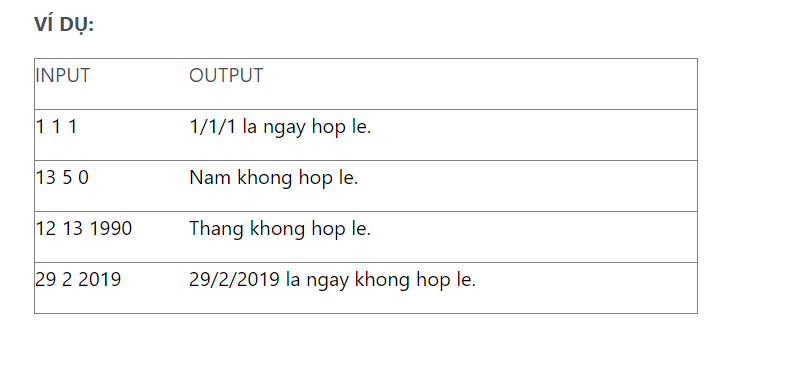 VÍ DỤ:
INPUT OUTPUT
1 1 1 1/1/1 la ngay hop le.
13 5 0 Nam khong hop le.
12 13 1990 Thang khong hop le.
29 2 2019 29/2/2019 la ngay khong hop le.